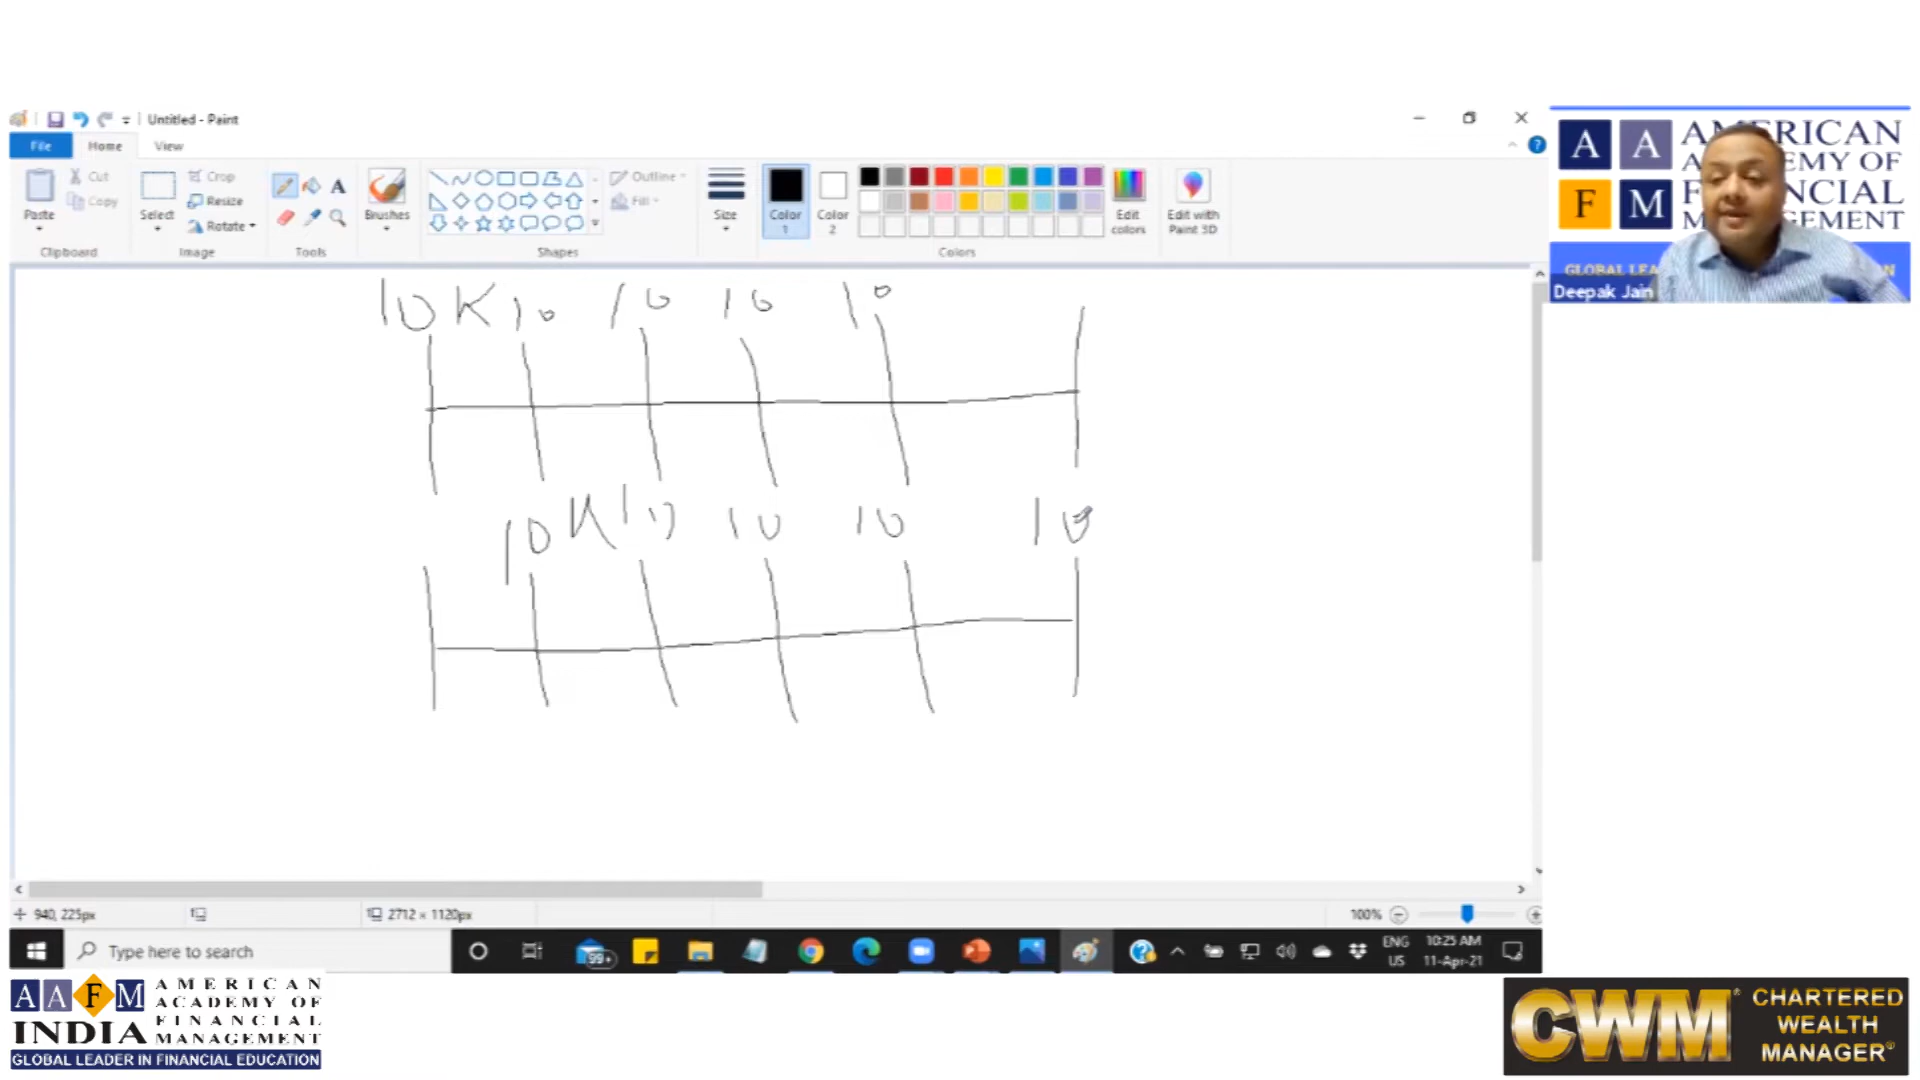 Untitled - Paint
File Home View
Cut
Copy
Paste
Clipboard
Crop
Resize
Rotate
Select
Image
Tools
Brushes
Shapes
Outline
Fill
Size
Color 1
Color 2
Edit colors
Edit with Paint 3D
Colors
10K 10 10 10 10
10K 10 10 10 10
940, 225px
2712 × 1120px
100%
Type here to search
99+
ENG
US
10:25 AM
11-Apr-21
A A AMERICAN
ACADEMY OF
F M FINANCIAL
MANAGEMENT
GLOBAL LEA
Deepak Jain
AAFM
INDIA
AMERICAN
ACADEMY OF
FINANCIAL
MANAGEMENT
GLOBAL LEADER IN FINANCIAL EDUCATION
CWM®
CHARTERED
WEALTH
MANAGER®